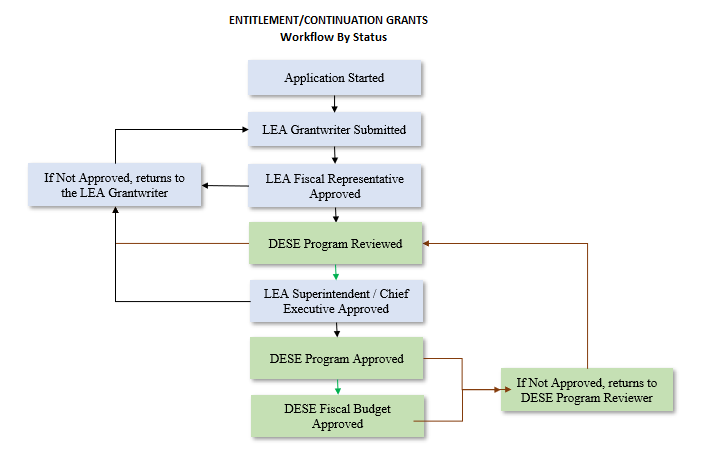 ENTITLEMENT/CONTINUATION GRANTS
Workflow By Status
Application Started
LEA Grantwriter Submitted
If Not Approved, returns to
the LEA Grantwriter
LEA Fiscal Representative
Approved
DESE Program Reviewed
LEA Superintendent / Chief
Executive Approved
DESE Program Approved
If Not Approved, returns to
DESE Program Reviewer
DESE Fiscal Budget
Approved